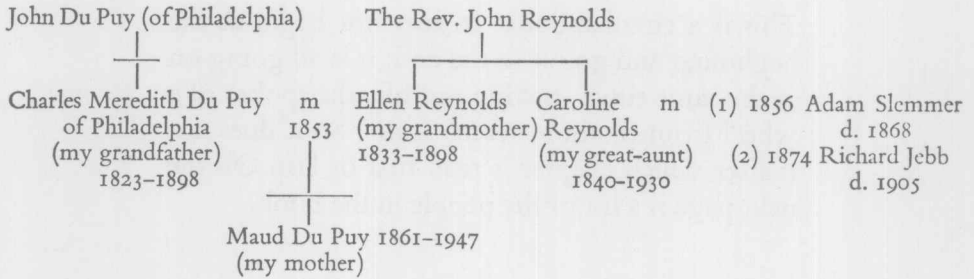 John Du Puy (of Philadelphia) The Rev. John Reynolds
Charles Meredith Du Puy m Ellen Reynolds Caroline m (1) 1856 Adam Slemmer
of Philadelphia 1853 (my grandmother) Reynolds d. 1868
(my grandfather) 1833–1898 (my great-aunt) (2) 1874 Richard Jebb
1823–1898 1840–1930 d. 1905
Maud Du Puy 1861–1947
(my mother)